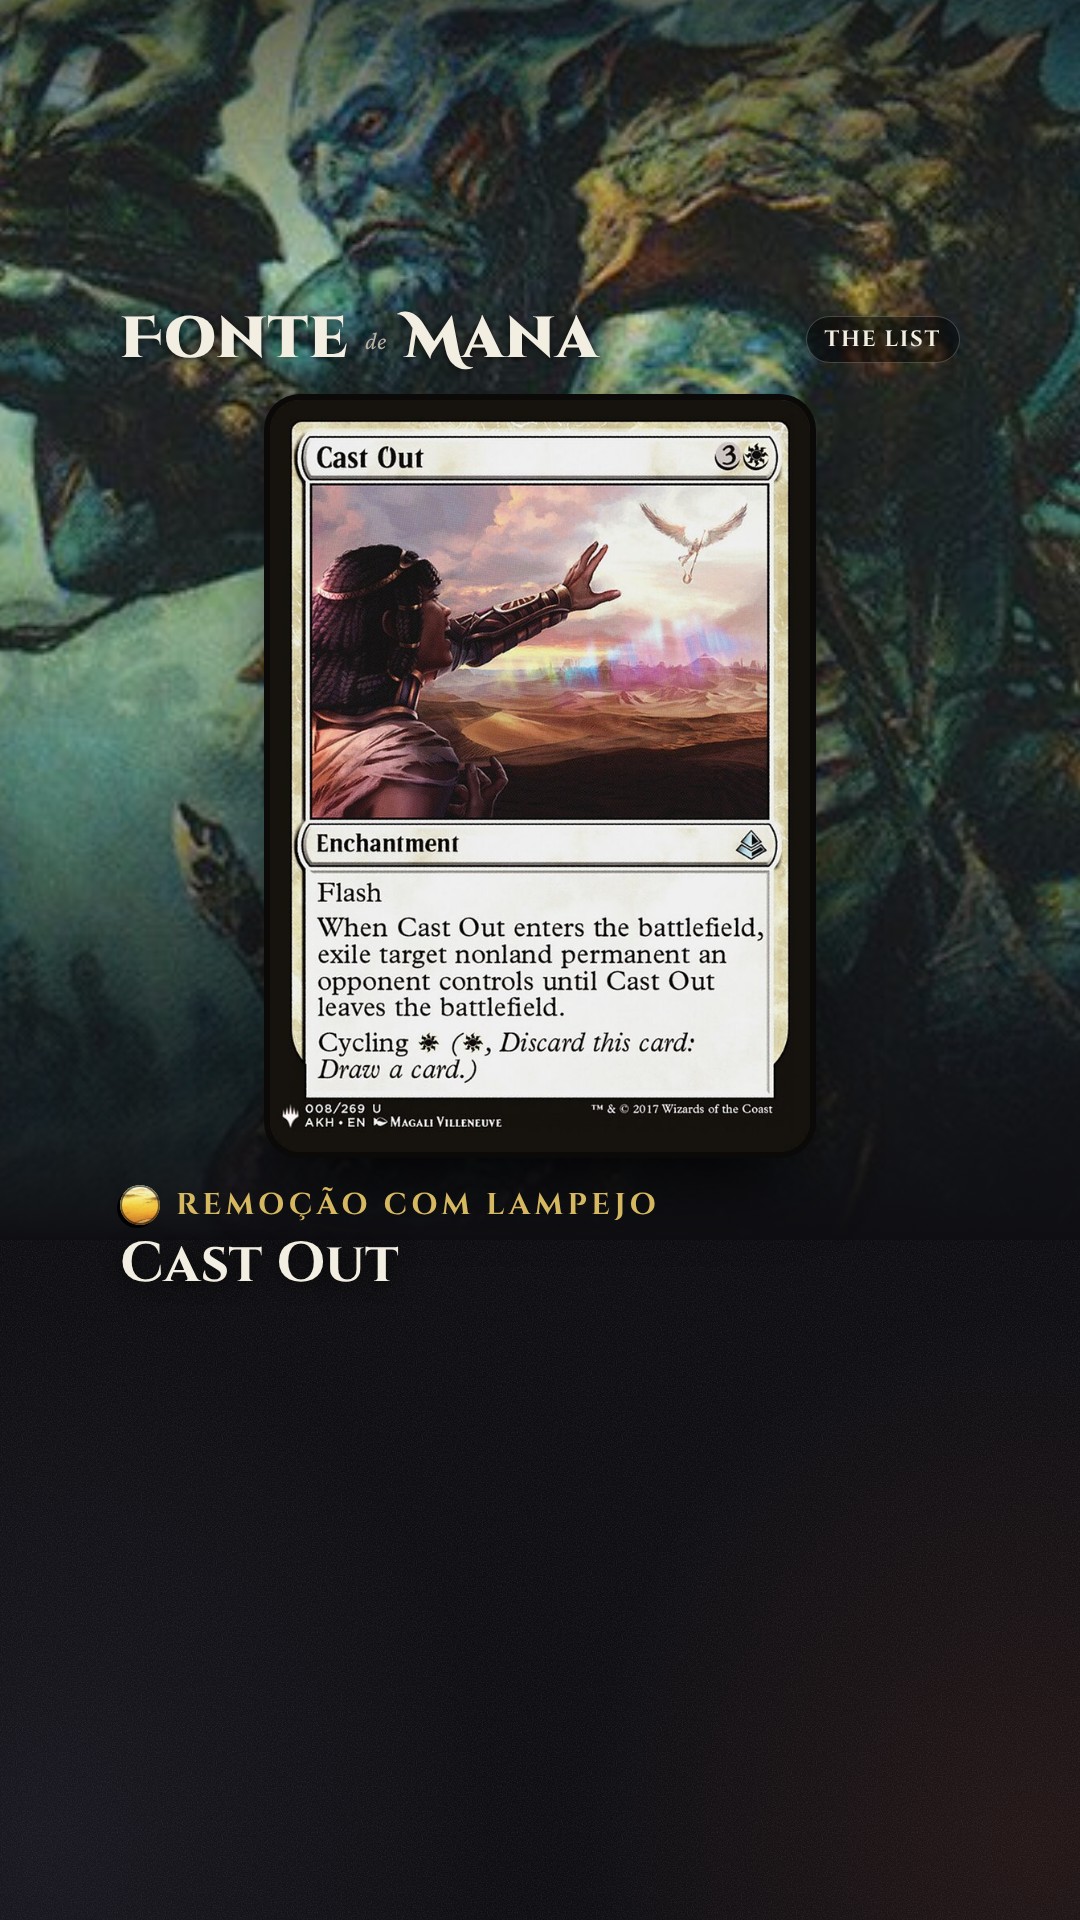 FONTE de MANA
THE LIST
Cast Out
3
Enchantment
Flash
When Cast Out enters the battlefield,
exile target nonland permanent an
opponent controls until Cast Out
leaves the battlefield.
Cycling (, Discard this card:
Draw a card.)
008/269 U
AKH • EN MAGALI VILLENEUVE
™ & © 2017 Wizards of the Coast
REMOÇÃO COM LAMPEJO
CAST OUT